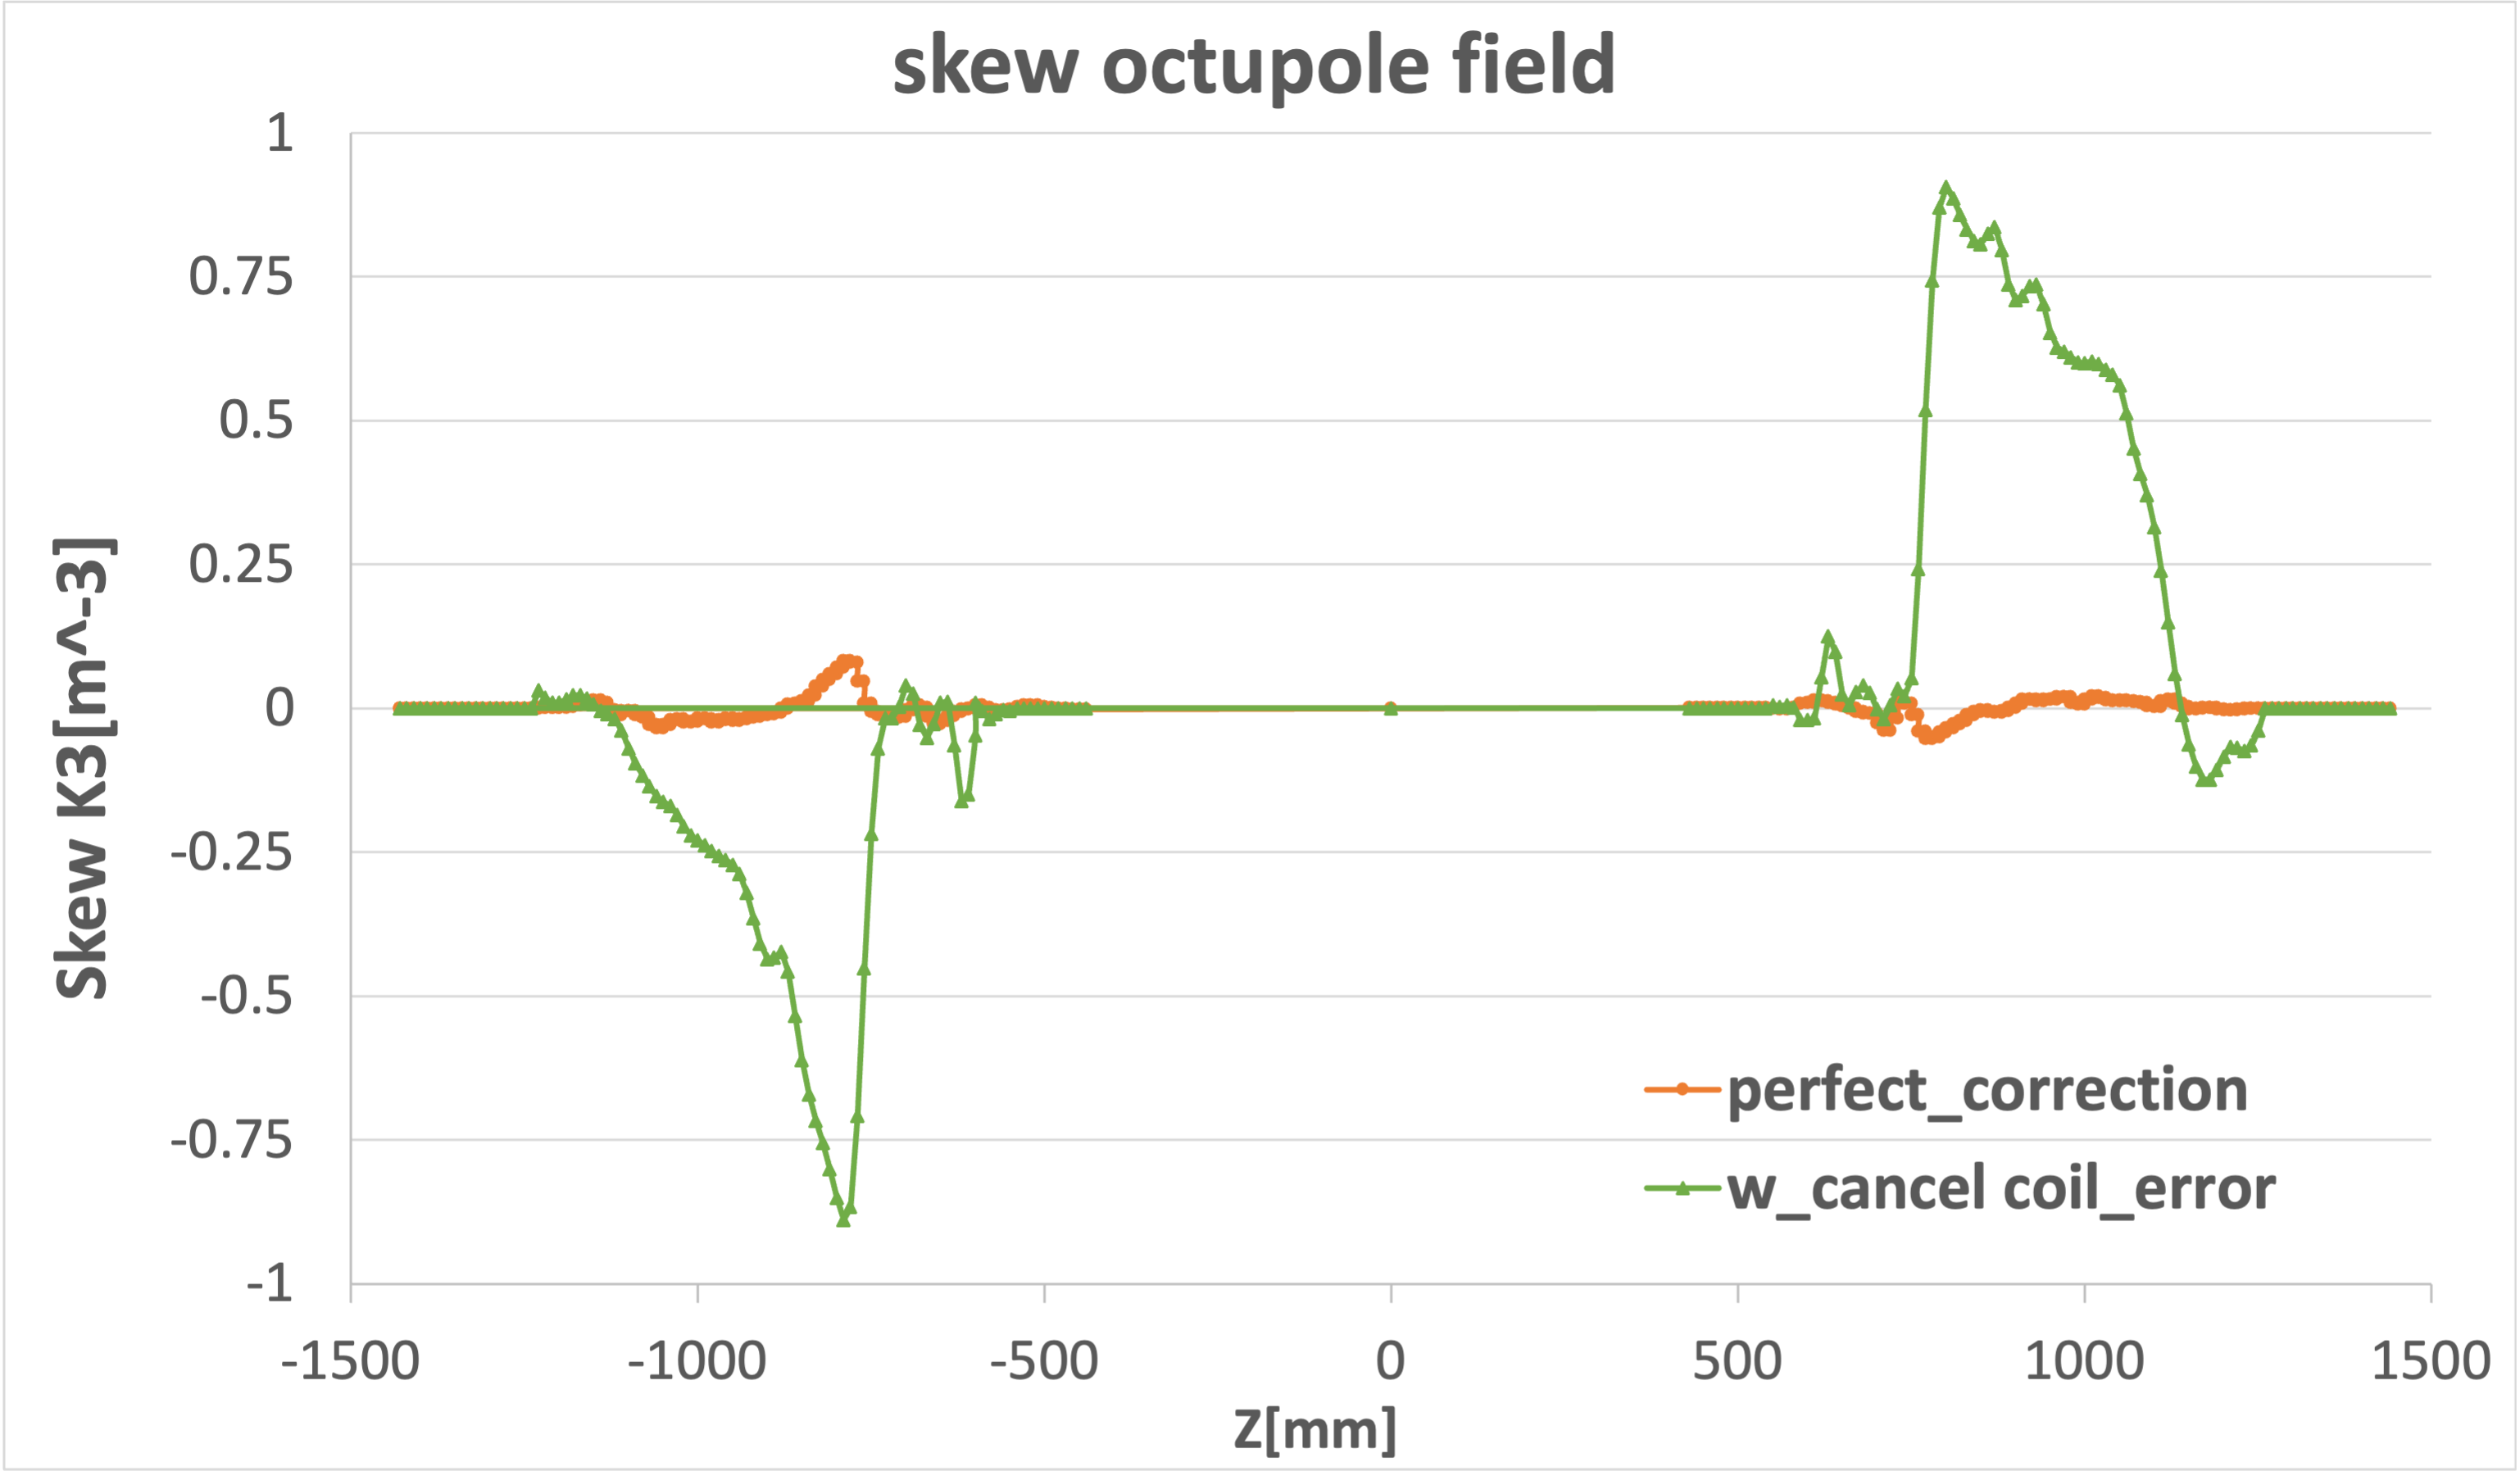 skew octupole field
1
0.75
0.5
0.25
0
-0.25
-0.5
-0.75
-1
Skew K3[m^-3]
perfect_correction
w_cancel coil_error
-1500 -1000 -500 0 500 1000 1500
Z[mm]